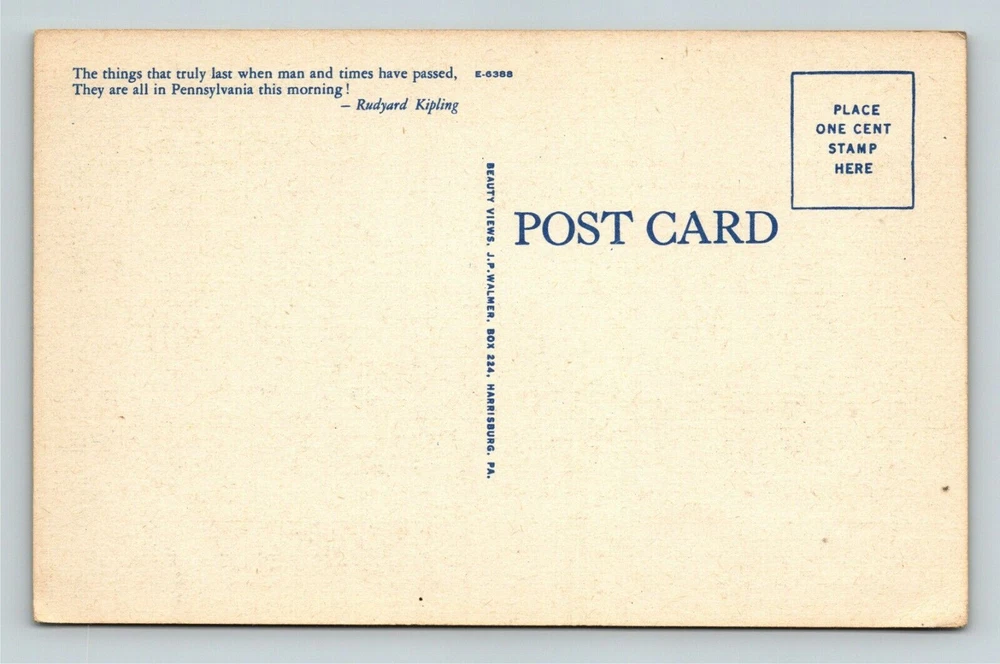 The things that truly last when man and times have passed,
They are all in Pennsylvania this morning!
— Rudyard Kipling
E-6388
PLACE
ONE CENT
STAMP
HERE
POST CARD
BEAUTY VIEWS, J.P.WALMER, BOX 224, HARRISBURG, PA.